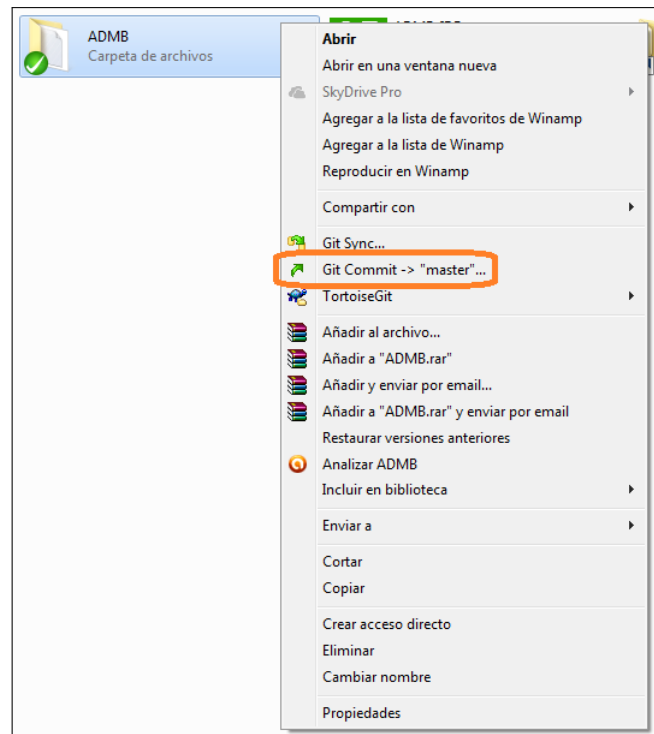 ADMB
Carpeta de archivos
Abrir
Abrir en una ventana nueva
SkyDrive Pro
Agregar a la lista de favoritos de Winamp
Agregar a la lista de Winamp
Reproducir en Winamp
Compartir con
Git Sync...
Git Commit -> "master"...
TortoiseGit
Añadir al archivo...
Añadir a "ADMB.rar"
Añadir y enviar por email...
Añadir a "ADMB.rar" y enviar por email
Restaurar versiones anteriores
Analizar ADMB
Incluir en biblioteca
Enviar a
Cortar
Copiar
Crear acceso directo
Eliminar
Cambiar nombre
Propiedades